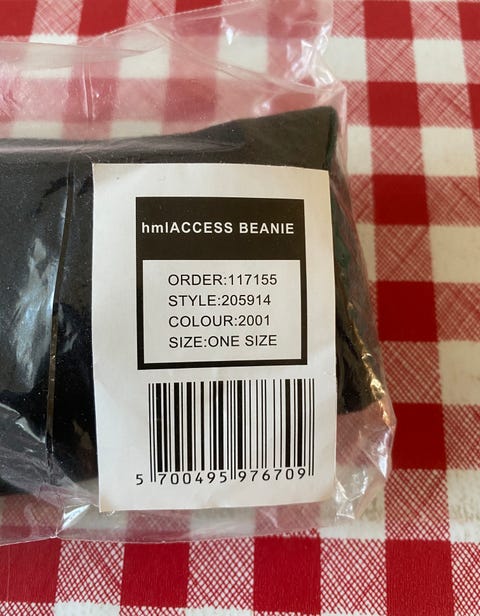 hmlACCESS BEANIE
ORDER:117155
STYLE:205914
COLOUR:2001
SIZE:ONE SIZE
5 700495 976709